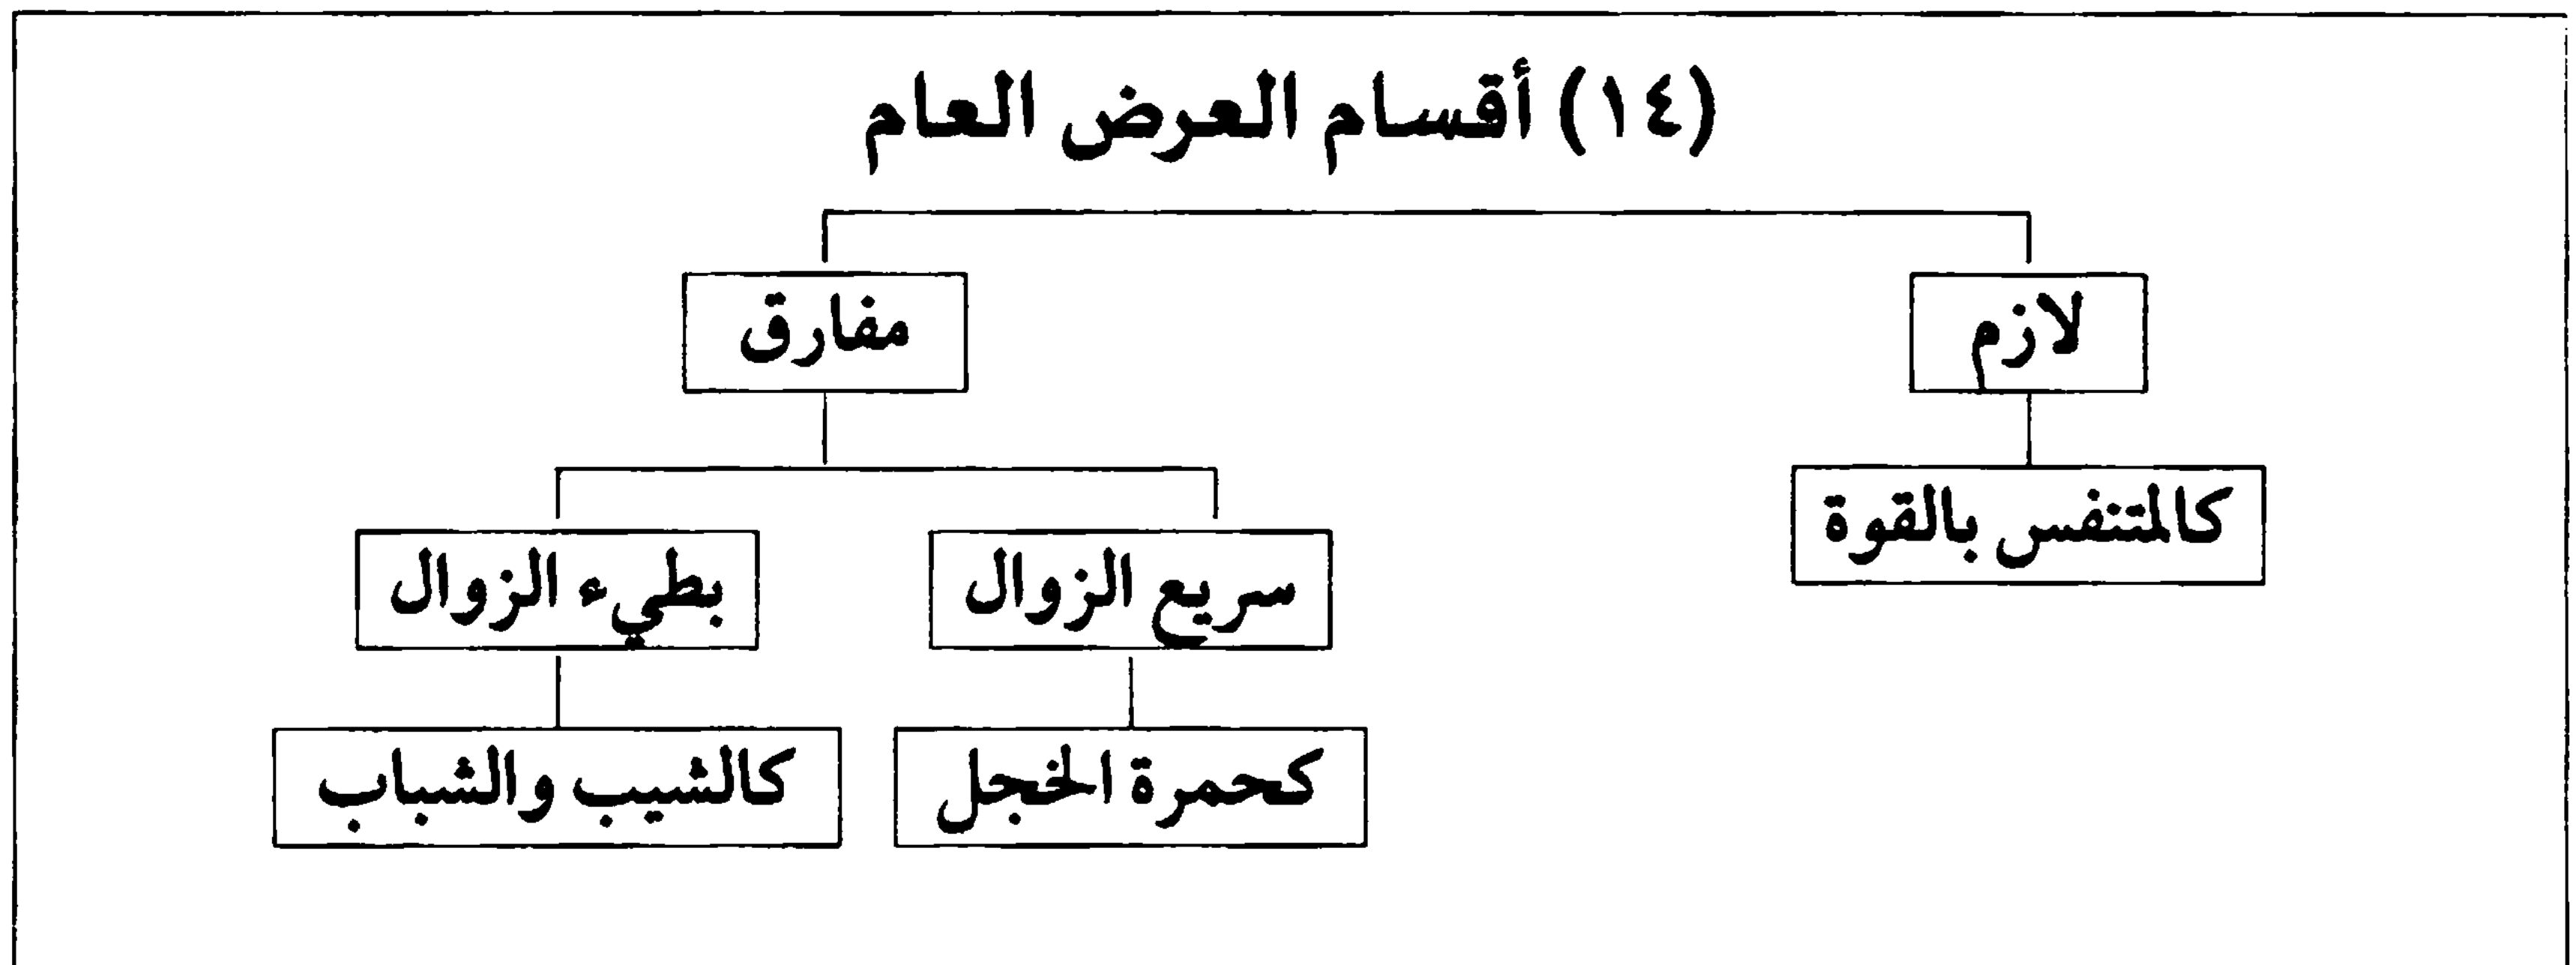 (١٤) أقسام العرض العام
لازم
مفارق
كالمتنفس بالقوة
سريع الزوال
بطيء الزوال
كحمرة الخجل
كالشيب والشباب